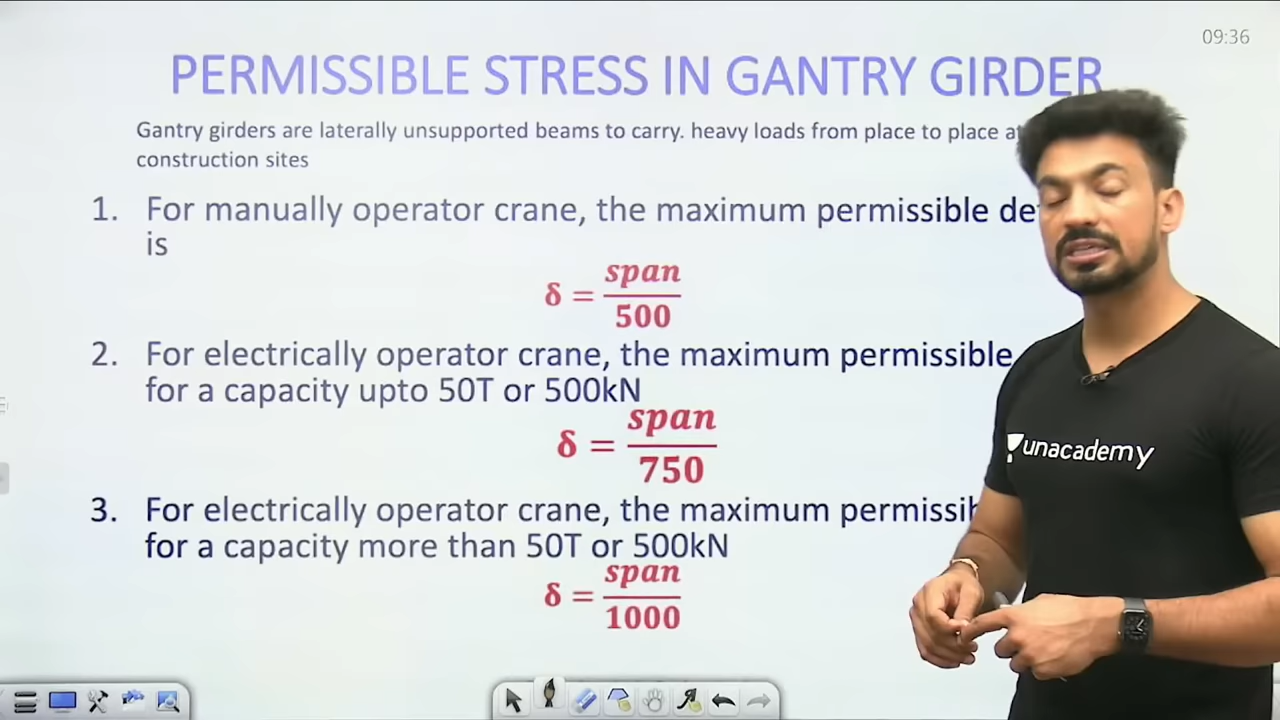 09:36
PERMISSIBLE STRESS IN GANTRY GIRDER
Gantry girders are laterally unsupported beams to carry. heavy loads from place to place at
construction sites
1. For manually operator crane, the maximum permissible
is
δ = span
500
2. For electrically operator crane, the maximum permissible
for a capacity upto 50T or 500kN
δ = span
750
3. For electrically operator crane, the maximum
for a capacity more than 50T or 500kN
δ = span
1000
unacademy